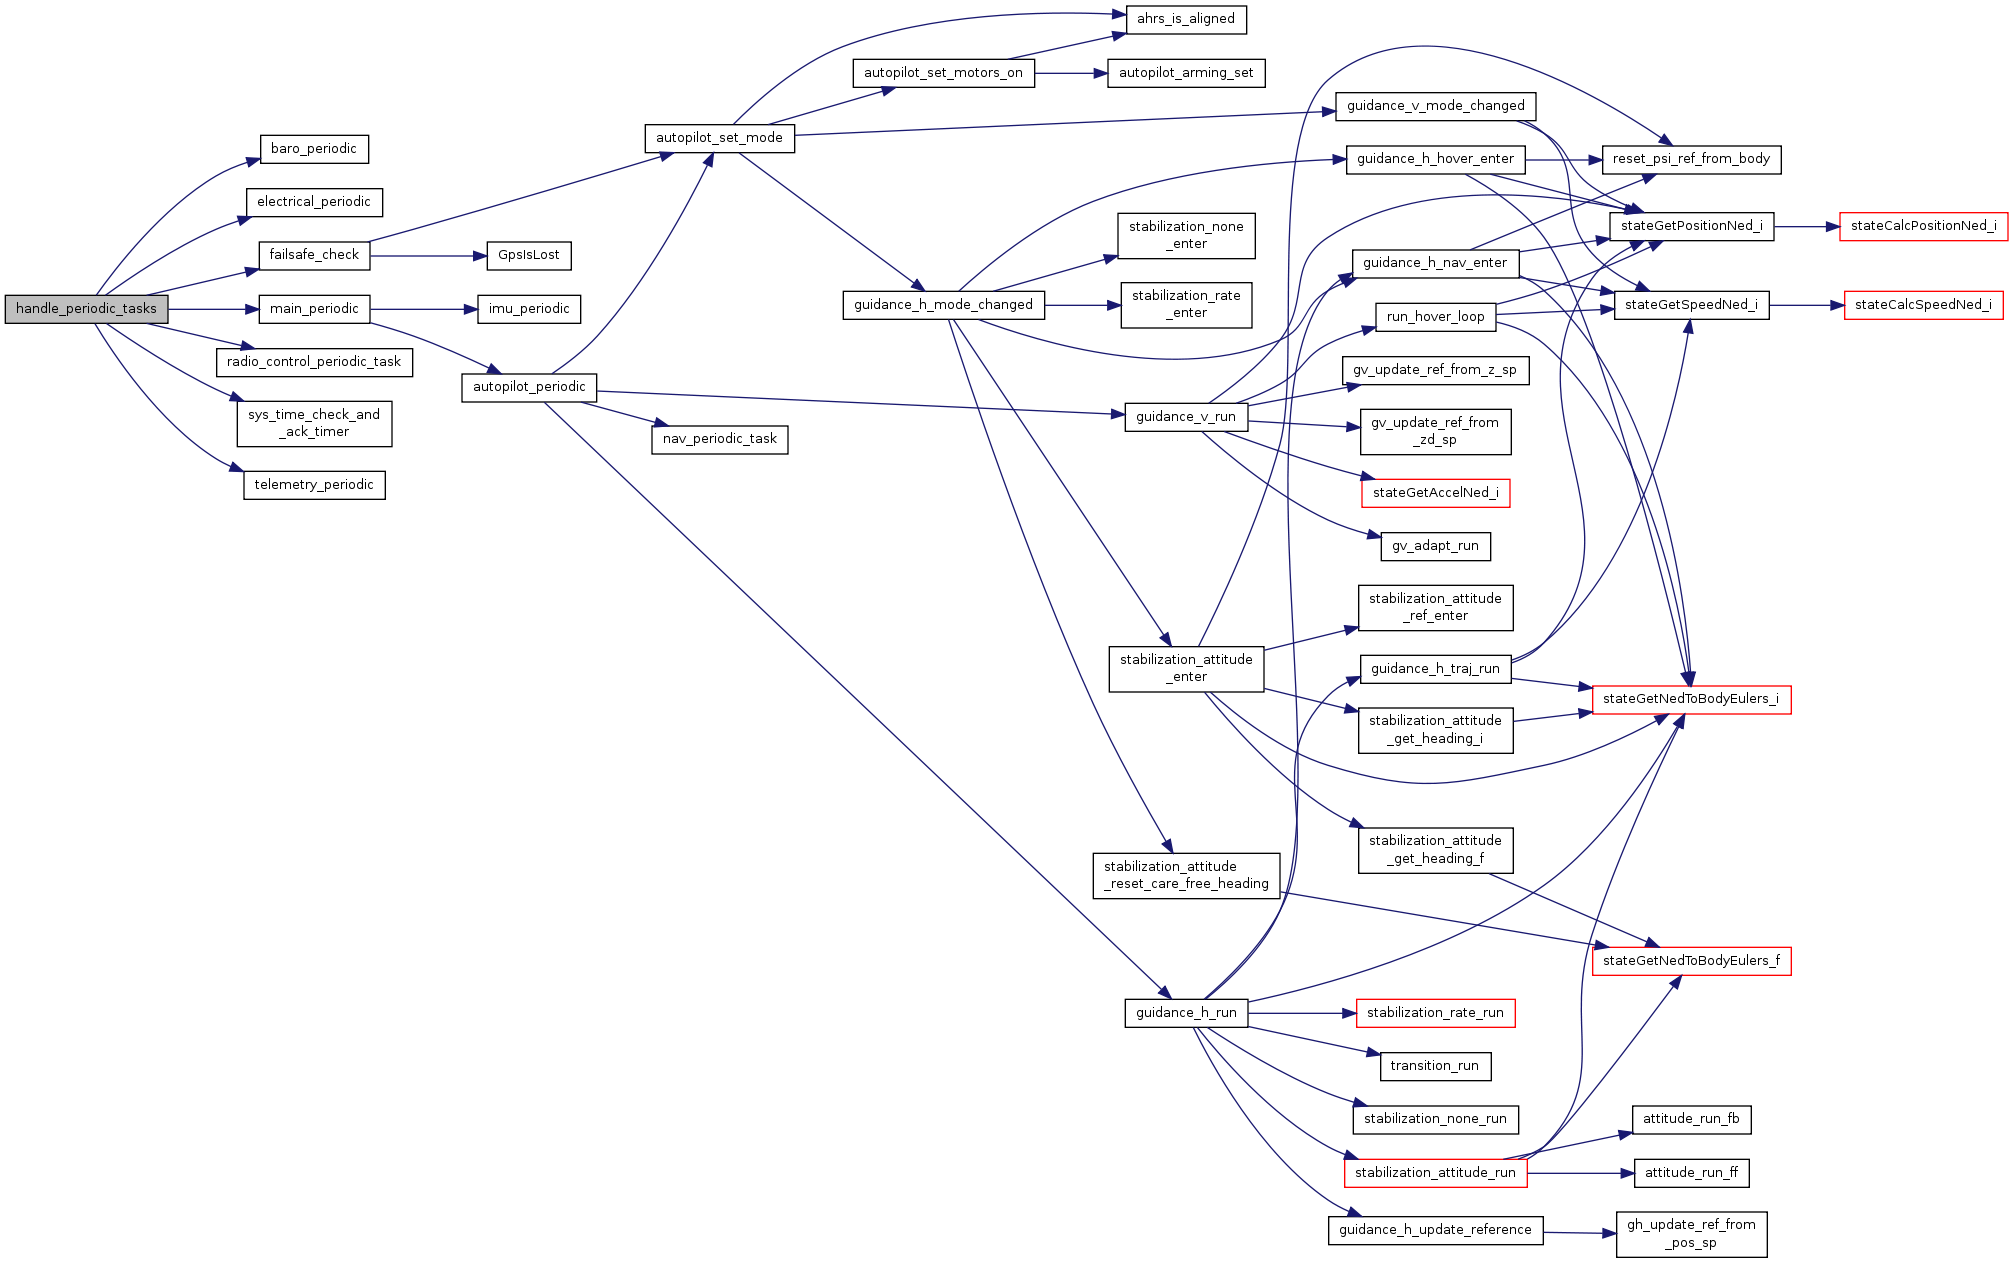 handle_periodic_tasks
baro_periodic
electrical_periodic
failsafe_check
main_periodic
radio_control_periodic_task
sys_time_check_and
_ack_timer
telemetry_periodic
GpsIsLost
imu_periodic
autopilot_periodic
autopilot_set_mode
nav_periodic_task
autopilot_set_motors_on
guidance_h_mode_changed
ahrs_is_aligned
autopilot_arming_set
stabilization_none
_enter
stabilization_rate
_enter
guidance_v_run
stabilization_attitude
_enter
stabilization_attitude
_reset_care_free_heading
guidance_h_run
guidance_v_mode_changed
guidance_h_hover_enter
guidance_h_nav_enter
run_hover_loop
gv_update_ref_from_z_sp
gv_update_ref_from
_zd_sp
stateGetAccelNed_i
gv_adapt_run
stabilization_attitude
_ref_enter
guidance_h_traj_run
stabilization_attitude
_get_heading_i
stabilization_attitude
_get_heading_f
stabilization_rate_run
transition_run
stabilization_none_run
stabilization_attitude_run
guidance_h_update_reference
reset_psi_ref_from_body
stateGetPositionNed_i
stateGetSpeedNed_i
stateGetNedToBodyEulers_i
stateGetNedToBodyEulers_f
attitude_run_fb
attitude_run_ff
gh_update_ref_from
_pos_sp
stateCalcPositionNed_i
stateCalcSpeedNed_i